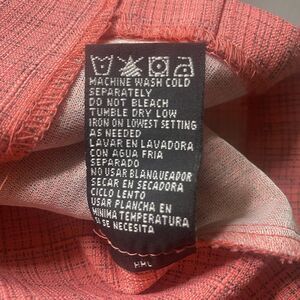 MACHINE WASH COLD
SEPARATELY
DO NOT BLEACH
TUMBLE DRY LOW
IRON ON LOWEST SETTING
AS NEEDED
LAVAR EN LAVADORA
CON AGUA FRIA
SEPARADO
NO USAR BLANQUEADOR
SECAR EN SECADORA
CICLO LENTO
USAR PLANCHA EN
MINIMA TEMPERATURA
SI SE NECESITA